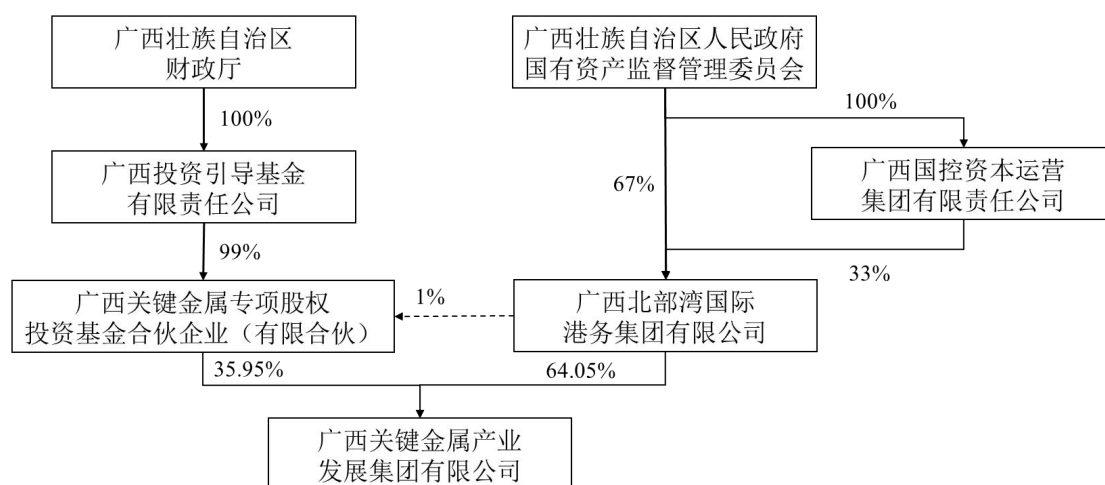 广西壮族自治区
财政厅
广西壮族自治区人民政府
国有资产监督管理委员会
100%
100%
广西投资引导基金
有限责任公司
67%
广西国控资本运营
集团有限责任公司
99%
33%
广西关键金属专项股权
投资基金合伙企业（有限合伙）
1%
广西北部湾国际
港务集团有限公司
35.95%
64.05%
广西关键金属产业
发展集团有限公司